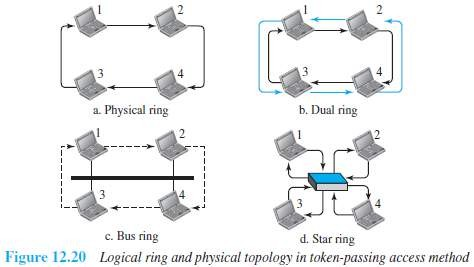 1 2 1 2
3 4 3 4
a. Physical ring b. Dual ring
1 2 1 2
3 4 3 4
c. Bus ring d. Star ring
Figure 12.20 Logical ring and physical topology in token-passing access method